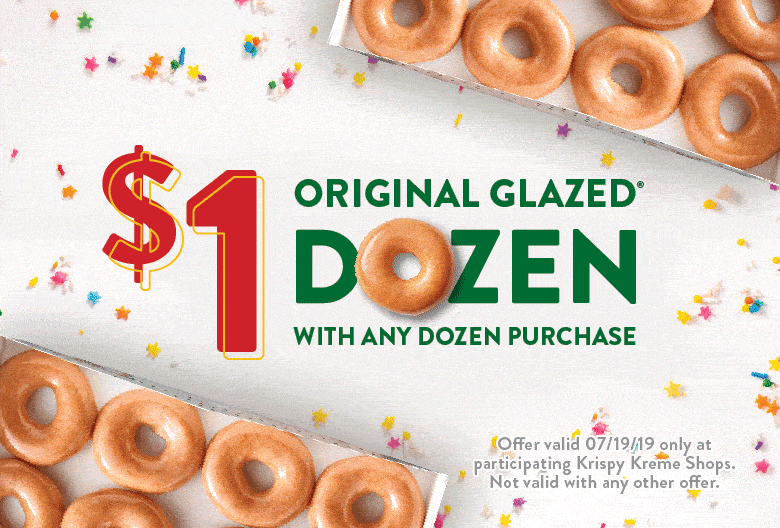 $1
ORIGINAL GLAZED®
DOZEN
WITH ANY DOZEN PURCHASE
Offer valid 07/19/19 only at
participating Krispy Kreme Shops.
Not valid with any other offer.